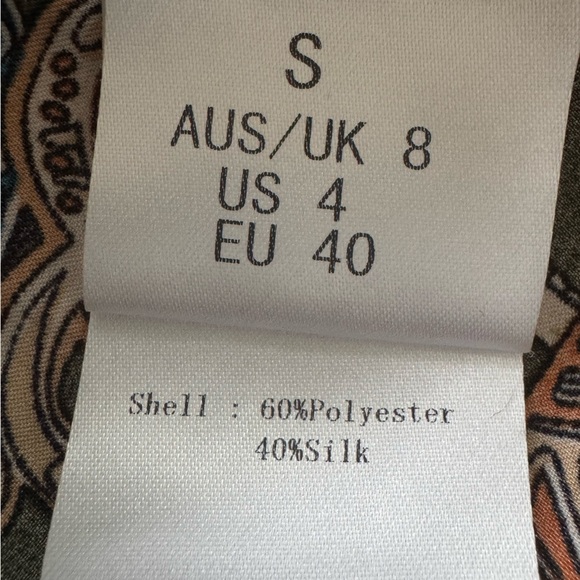 S
AUS/UK 8
US 4
EU 40
Shell : 60%Polyester
40%Silk